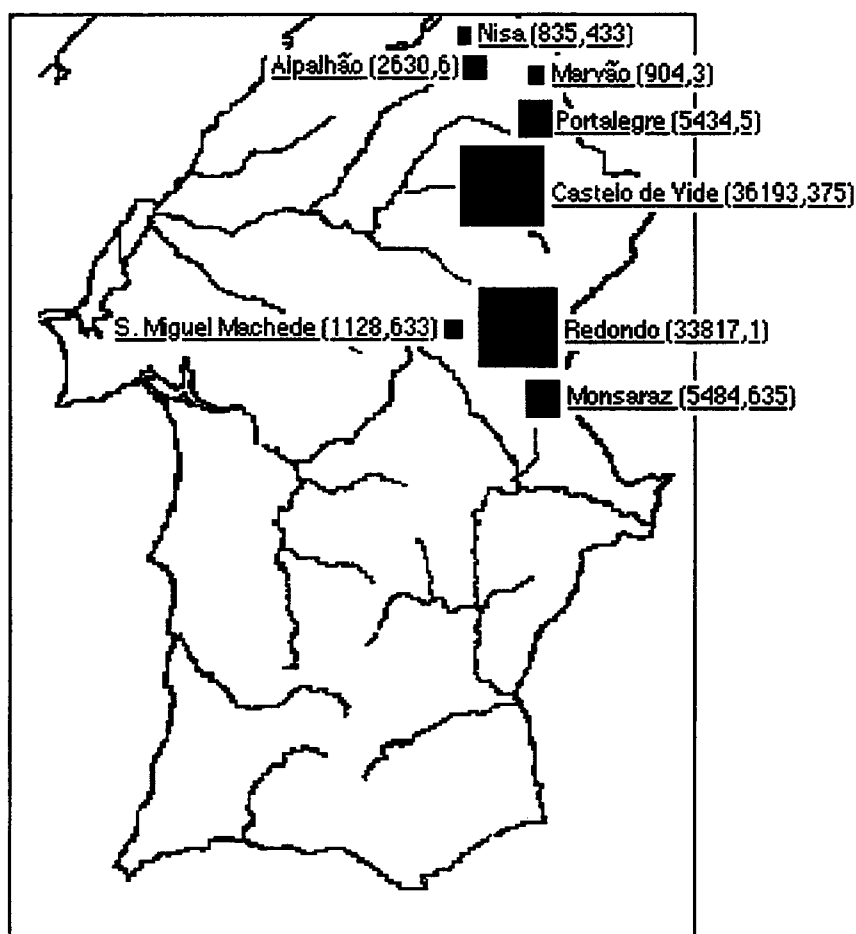 Nisa (835,433)
Alpalhão (2630,6)
Marvão (904,3)
Portalegre (5434,5)
Castelo de Vide (36193,375)
S. Miguel Machede (1128,633)
Redondo (33817,1)
Monsaraz (5484,635)